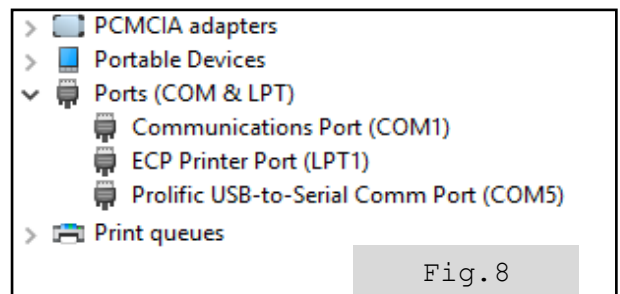 PCMCIA adapters
Portable Devices
Ports (COM & LPT)
Communications Port (COM1)
ECP Printer Port (LPT1)
Prolific USB-to-Serial Comm Port (COM5)
Print queues
Fig.8